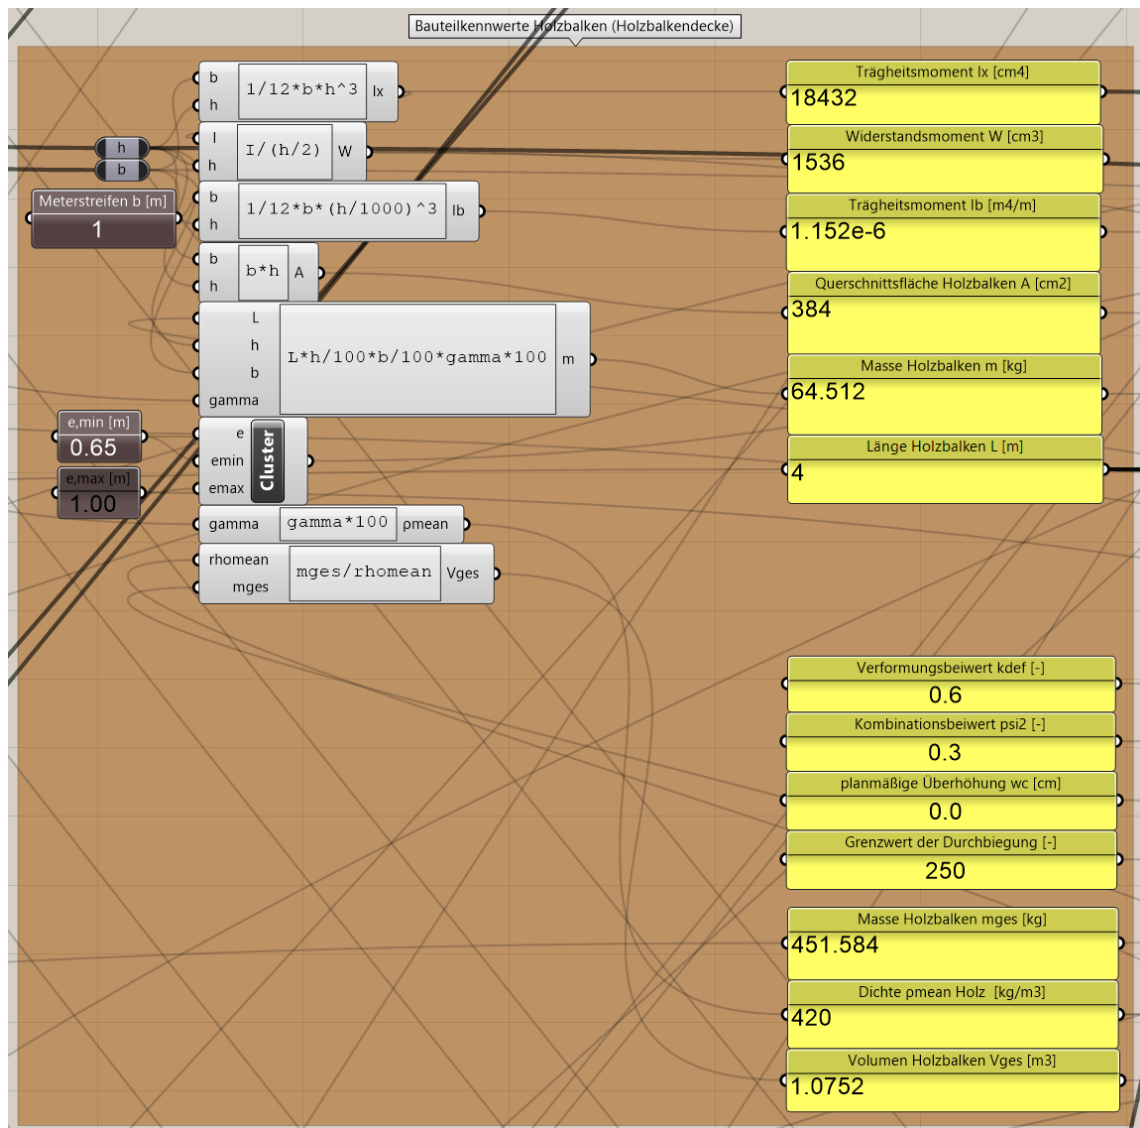 Bauteilkennwerte Holzbalken (Holzbalkendecke)
b
h
1/12*b*h^3
Ix
I
h
I/(h/2)
W
h
b
b
h
1/12*b*(h/1000)^3
Ib
Meterstreifen b [m]
1
b
h
b*h
A
L
h
b
gamma
L*h/100*b/100*gamma*100
m
e,min [m]
0.65
e,max [m]
1.00
e
emin
emax
Cluster
gamma
gamma*100
ρmean
rhomean
mges
mges/rhomean
Vges
Trägheitsmoment Ix [cm4]
18432
Widerstandsmoment W [cm3]
1536
Trägheitsmoment Ib [m4/m]
1.152e-6
Querschnittsfläche Holzbalken A [cm2]
384
Masse Holzbalken m [kg]
64.512
Länge Holzbalken L [m]
4
Verformungsbeiwert kdef [-]
0.6
Kombinationsbeiwert psi2 [-]
0.3
planmäßige Überhöhung wc [cm]
0.0
Grenzwert der Durchbiegung [-]
250
Masse Holzbalken mges [kg]
451.584
Dichte ρmean Holz  [kg/m3]
420
Volumen Holzbalken Vges [m3]
1.0752